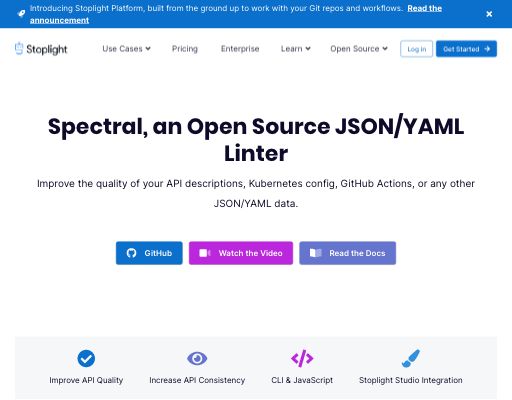 Introducing Stoplight Platform, built from the ground up to work with your Git repos and workflows. Read the
announcement
Stoplight
Use Cases
Pricing
Enterprise
Learn
Open Source
Log in
Get Started
Spectral, an Open Source JSON/YAML
Linter
Improve the quality of your API descriptions, Kubernetes config, GitHub Actions, or any other
JSON/YAML data.
GitHub
Watch the Video
Read the Docs
Improve API Quality
Increase API Consistency
CLI & JavaScript
Stoplight Studio Integration